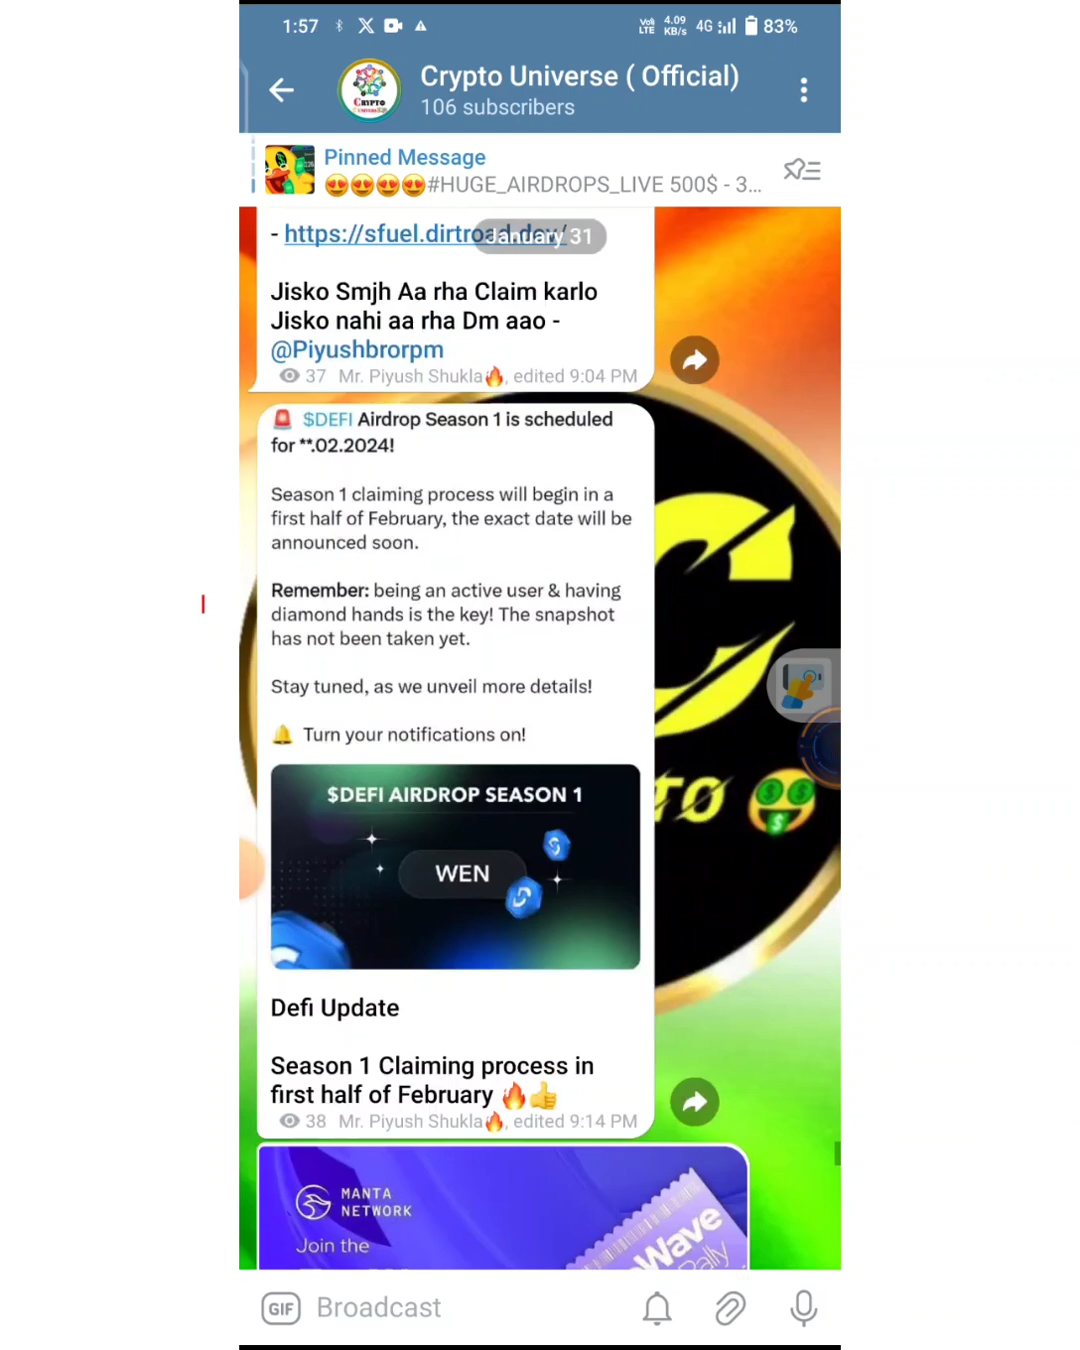 1:57
Vol LTE 4.09 KB/s 4G 83%
Crypto Universe ( Official)
106 subscribers
CRYPTO
Pinned Message
😍😍😍😍#HUGE_AIRDROPS_LIVE 500$ - 3...
- https://sfuel.dirtroad.dev/
January 31
Jisko Smjh Aa rha Claim karlo
Jisko nahi aa rha Dm aao -
@Piyushbrorpm
37 Mr. Piyush Shukla🔥, edited 9:04 PM
🚨 $DEFI Airdrop Season 1 is scheduled
for **.02.2024!
Season 1 claiming process will begin in a
first half of February, the exact date will be
announced soon.
Remember: being an active user & having
diamond hands is the key! The snapshot
has not been taken yet.
Stay tuned, as we unveil more details!
🔔 Turn your notifications on!
$DEFI AIRDROP SEASON 1
WEN
TO
Defi Update
Season 1 Claiming process in
first half of February 🔥👍
38 Mr. Piyush Shukla🔥, edited 9:14 PM
MANTA
NETWORK
Join the
Wave
Rally
GIF Broadcast